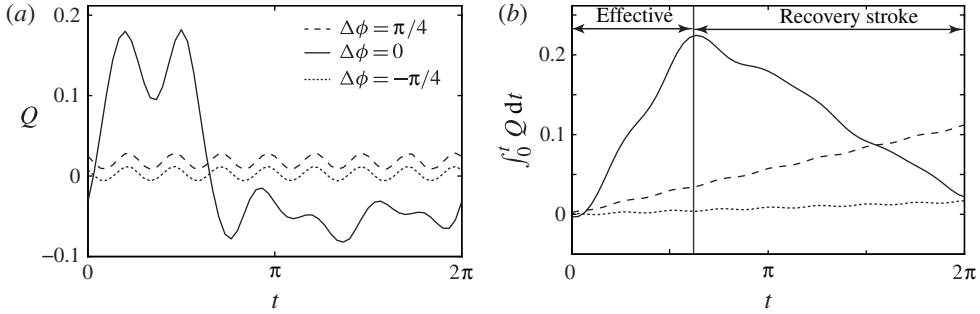 (a)
0.2
0.1
0
−0.1
Q
Δϕ = π/4
Δϕ = 0
Δϕ = −π/4
0
π
2π
t
(b)
Effective
Recovery stroke
0.2
0.1
0
∫₀ᵗ Q dt
0
π
2π
t